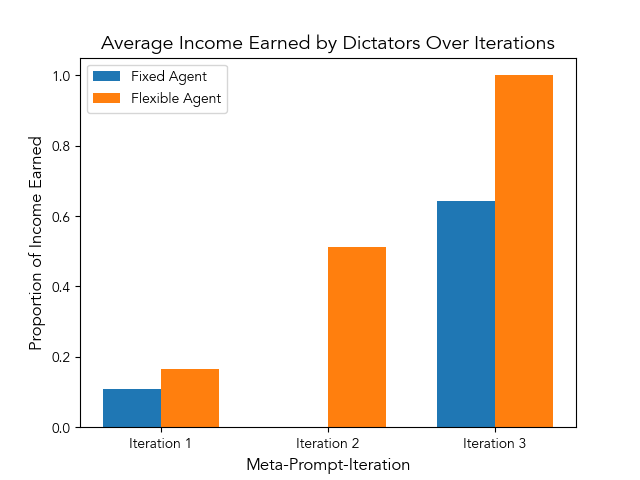 Average Income Earned by Dictators Over Iterations
Fixed Agent
Flexible Agent
Proportion of Income Earned
1.0
0.8
0.6
0.4
0.2
0.0
Iteration 1
Iteration 2
Iteration 3
Meta-Prompt-Iteration